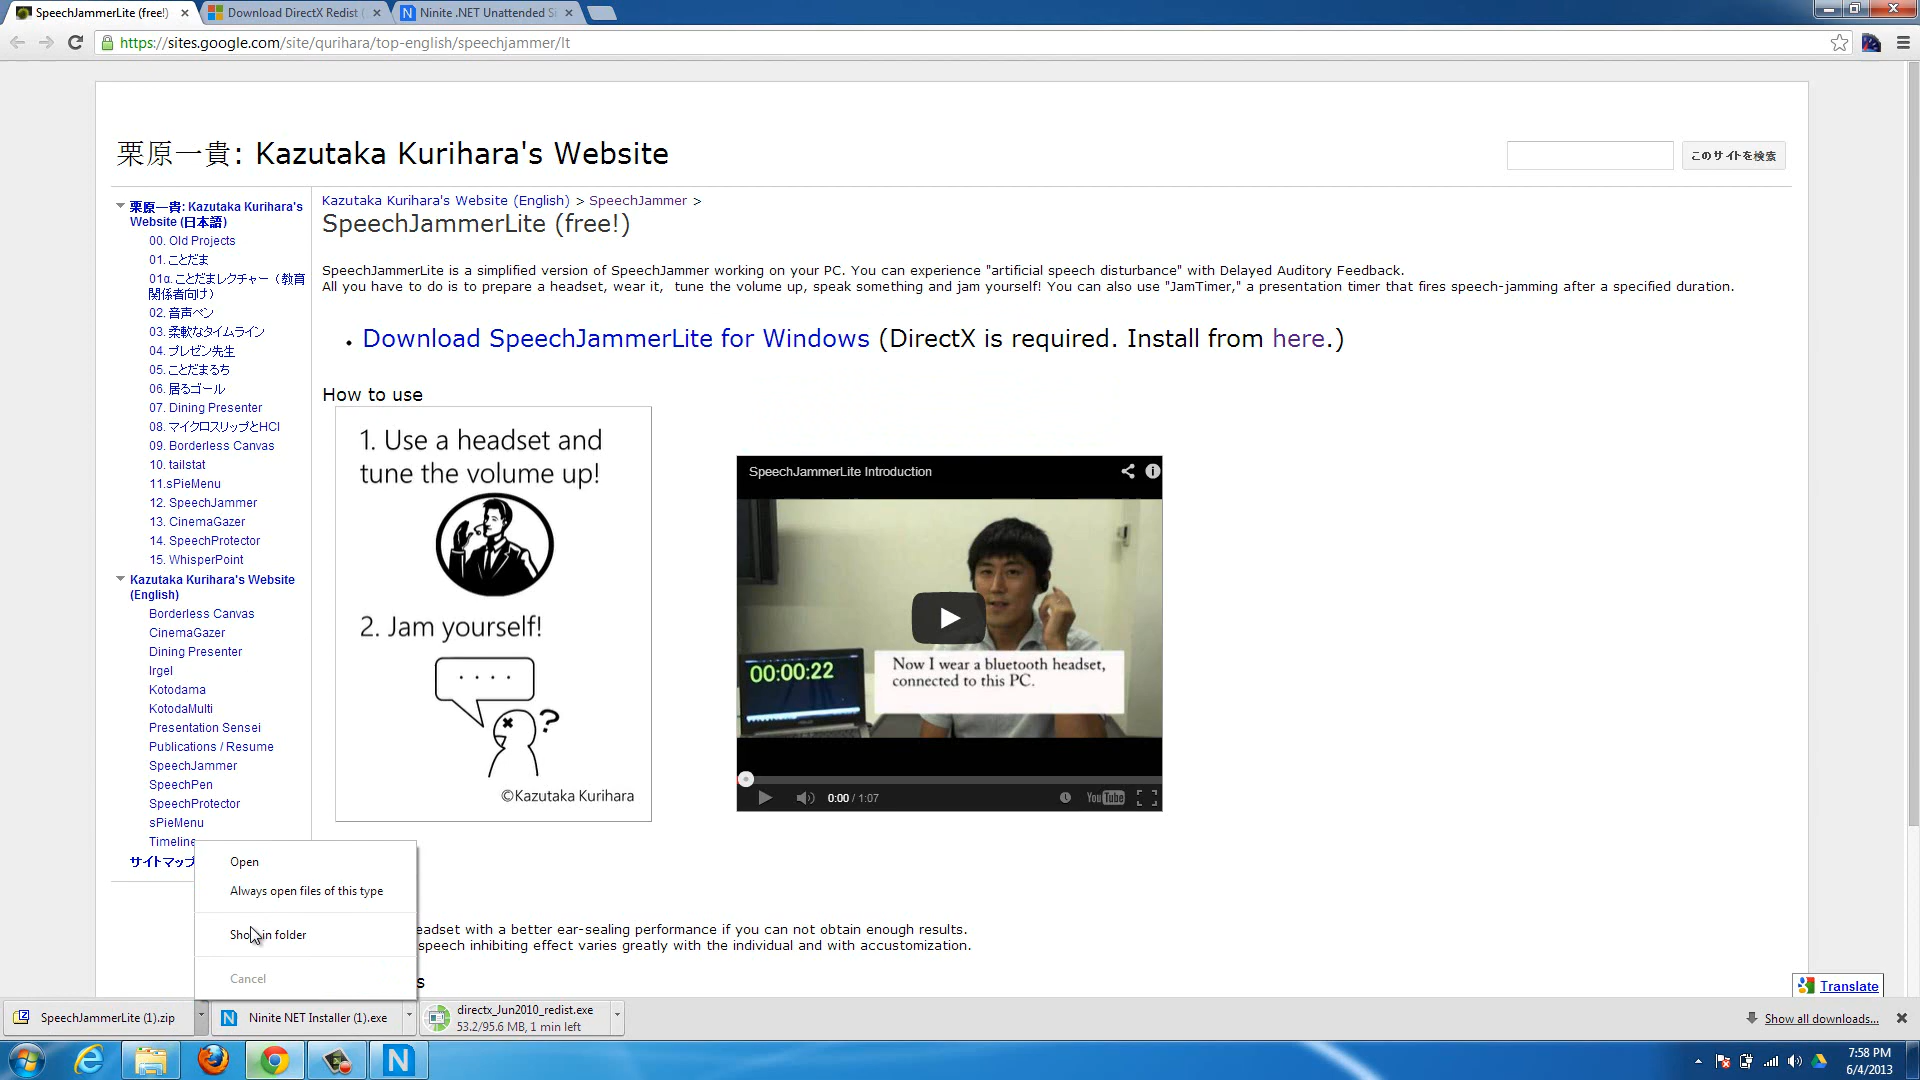 SpeechJammerLite (free!)
Download DirectX Redist (
Ninite .NET Unattended Si
https://sites.google.com/site/qurihara/top-english/speechjammer/lt
栗原一貴: Kazutaka Kurihara's Website
このサイトを検索
栗原一貴: Kazutaka Kurihara's
Website (日本語)
00. Old Projects
01. ことだま
01α. ことだまレクチャー（教育
関係者向け）
02. 音声ペン
03. 柔軟なタイムライン
04. プレゼン先生
05. ことだまるち
06. 居るゴール
07. Dining Presenter
08. マイクロスリップとHCI
09. Borderless Canvas
10. tailstat
11.sPieMenu
12. SpeechJammer
13. CinemaGazer
14. SpeechProtector
15. WhisperPoint
Kazutaka Kurihara's Website
(English)
Borderless Canvas
CinemaGazer
Dining Presenter
Irgel
Kotodama
KotodaMulti
Presentation Sensei
Publications / Resume
SpeechJammer
SpeechPen
SpeechProtector
sPieMenu
Timeline
サイトマップ
Kazutaka Kurihara's Website (English) > SpeechJammer >
SpeechJammerLite (free!)
SpeechJammerLite is a simplified version of SpeechJammer working on your PC. You can experience "artificial speech disturbance" with Delayed Auditory Feedback.
All you have to do is to prepare a headset, wear it, tune the volume up, speak something and jam yourself! You can also use "JamTimer," a presentation timer that fires speech-jamming after a specified duration.
Download SpeechJammerLite for Windows (DirectX is required. Install from here.)
How to use
1. Use a headset and
tune the volume up!
2. Jam yourself!
?
©Kazutaka Kurihara
SpeechJammerLite Introduction
00:00:22
Now I wear a bluetooth headset,
connected to this PC.
0:00 / 1:07
YouTube
eadset with a better ear-sealing performance if you can not obtain enough results.
speech inhibiting effect varies greatly with the individual and with accustomization.
s
Open
Always open files of this type
Show in folder
Cancel
Translate
SpeechJammerLite (1).zip
Ninite NET Installer (1).exe
directx_Jun2010_redist.exe
53.2/95.6 MB, 1 min left
Show all downloads...
7:58 PM
6/4/2013